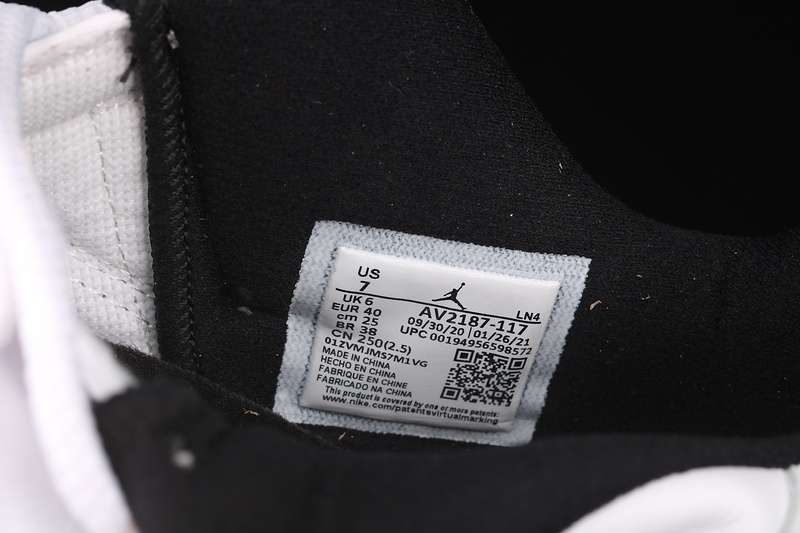 US
7
UK 6
EUR 40
cm 25
BR 38
CN 250(2.5)
LN4
AV2187-117
09/30/20 01/26/21
UPC 00194956598572
01ZVMJMS7M1VG
MADE IN CHINA
HECHO EN CHINA
FABRIQUE EN CHINE
FABRICADO NA CHINA
This product is covered by one or more patents:
www.nike.com/patentsvirtualmarking